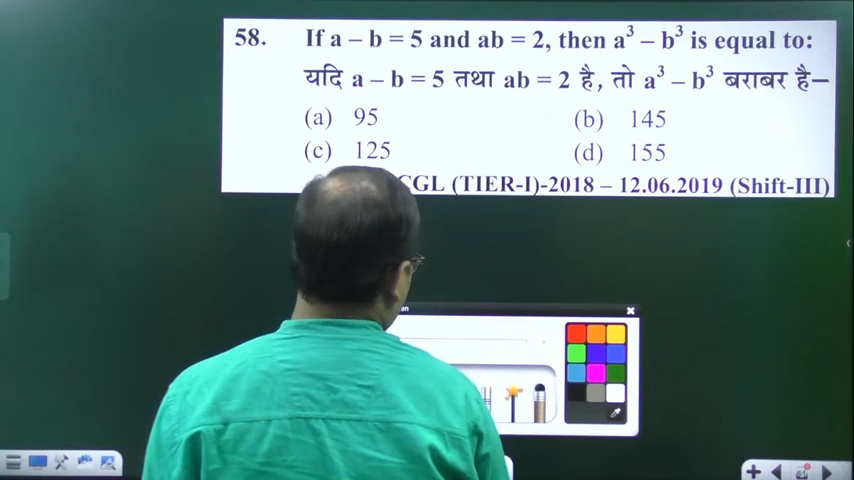 58. If a – b = 5 and ab = 2, then a³ – b³ is equal to:
यदि a – b = 5 तथा ab = 2 है, तो a³ – b³ बराबर है–
(a) 95 (b) 145
(c) 125 (d) 155
CGL (TIER-I)-2018 – 12.06.2019 (Shift-III)